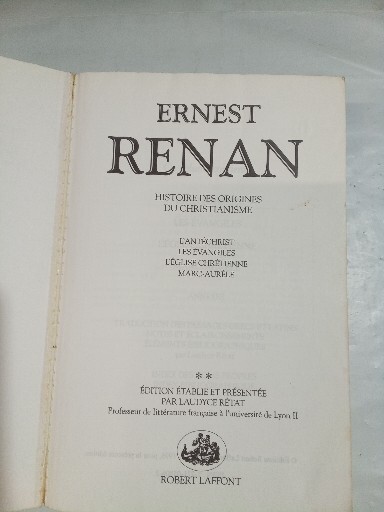 ERNEST
RENAN
HISTOIRE DES ORIGINES
DU CHRISTIANISME
L'ANTÉCHRIST
LES ÉVANGILES
L'ÉGLISE CHRÉTIENNE
MARC-AURÈLE
**
ÉDITION ÉTABLIE ET PRÉSENTÉE
PAR LAUDYCE RÉTAT
Professeur de littérature française à l'université de Lyon II
ROBERT LAFFONT